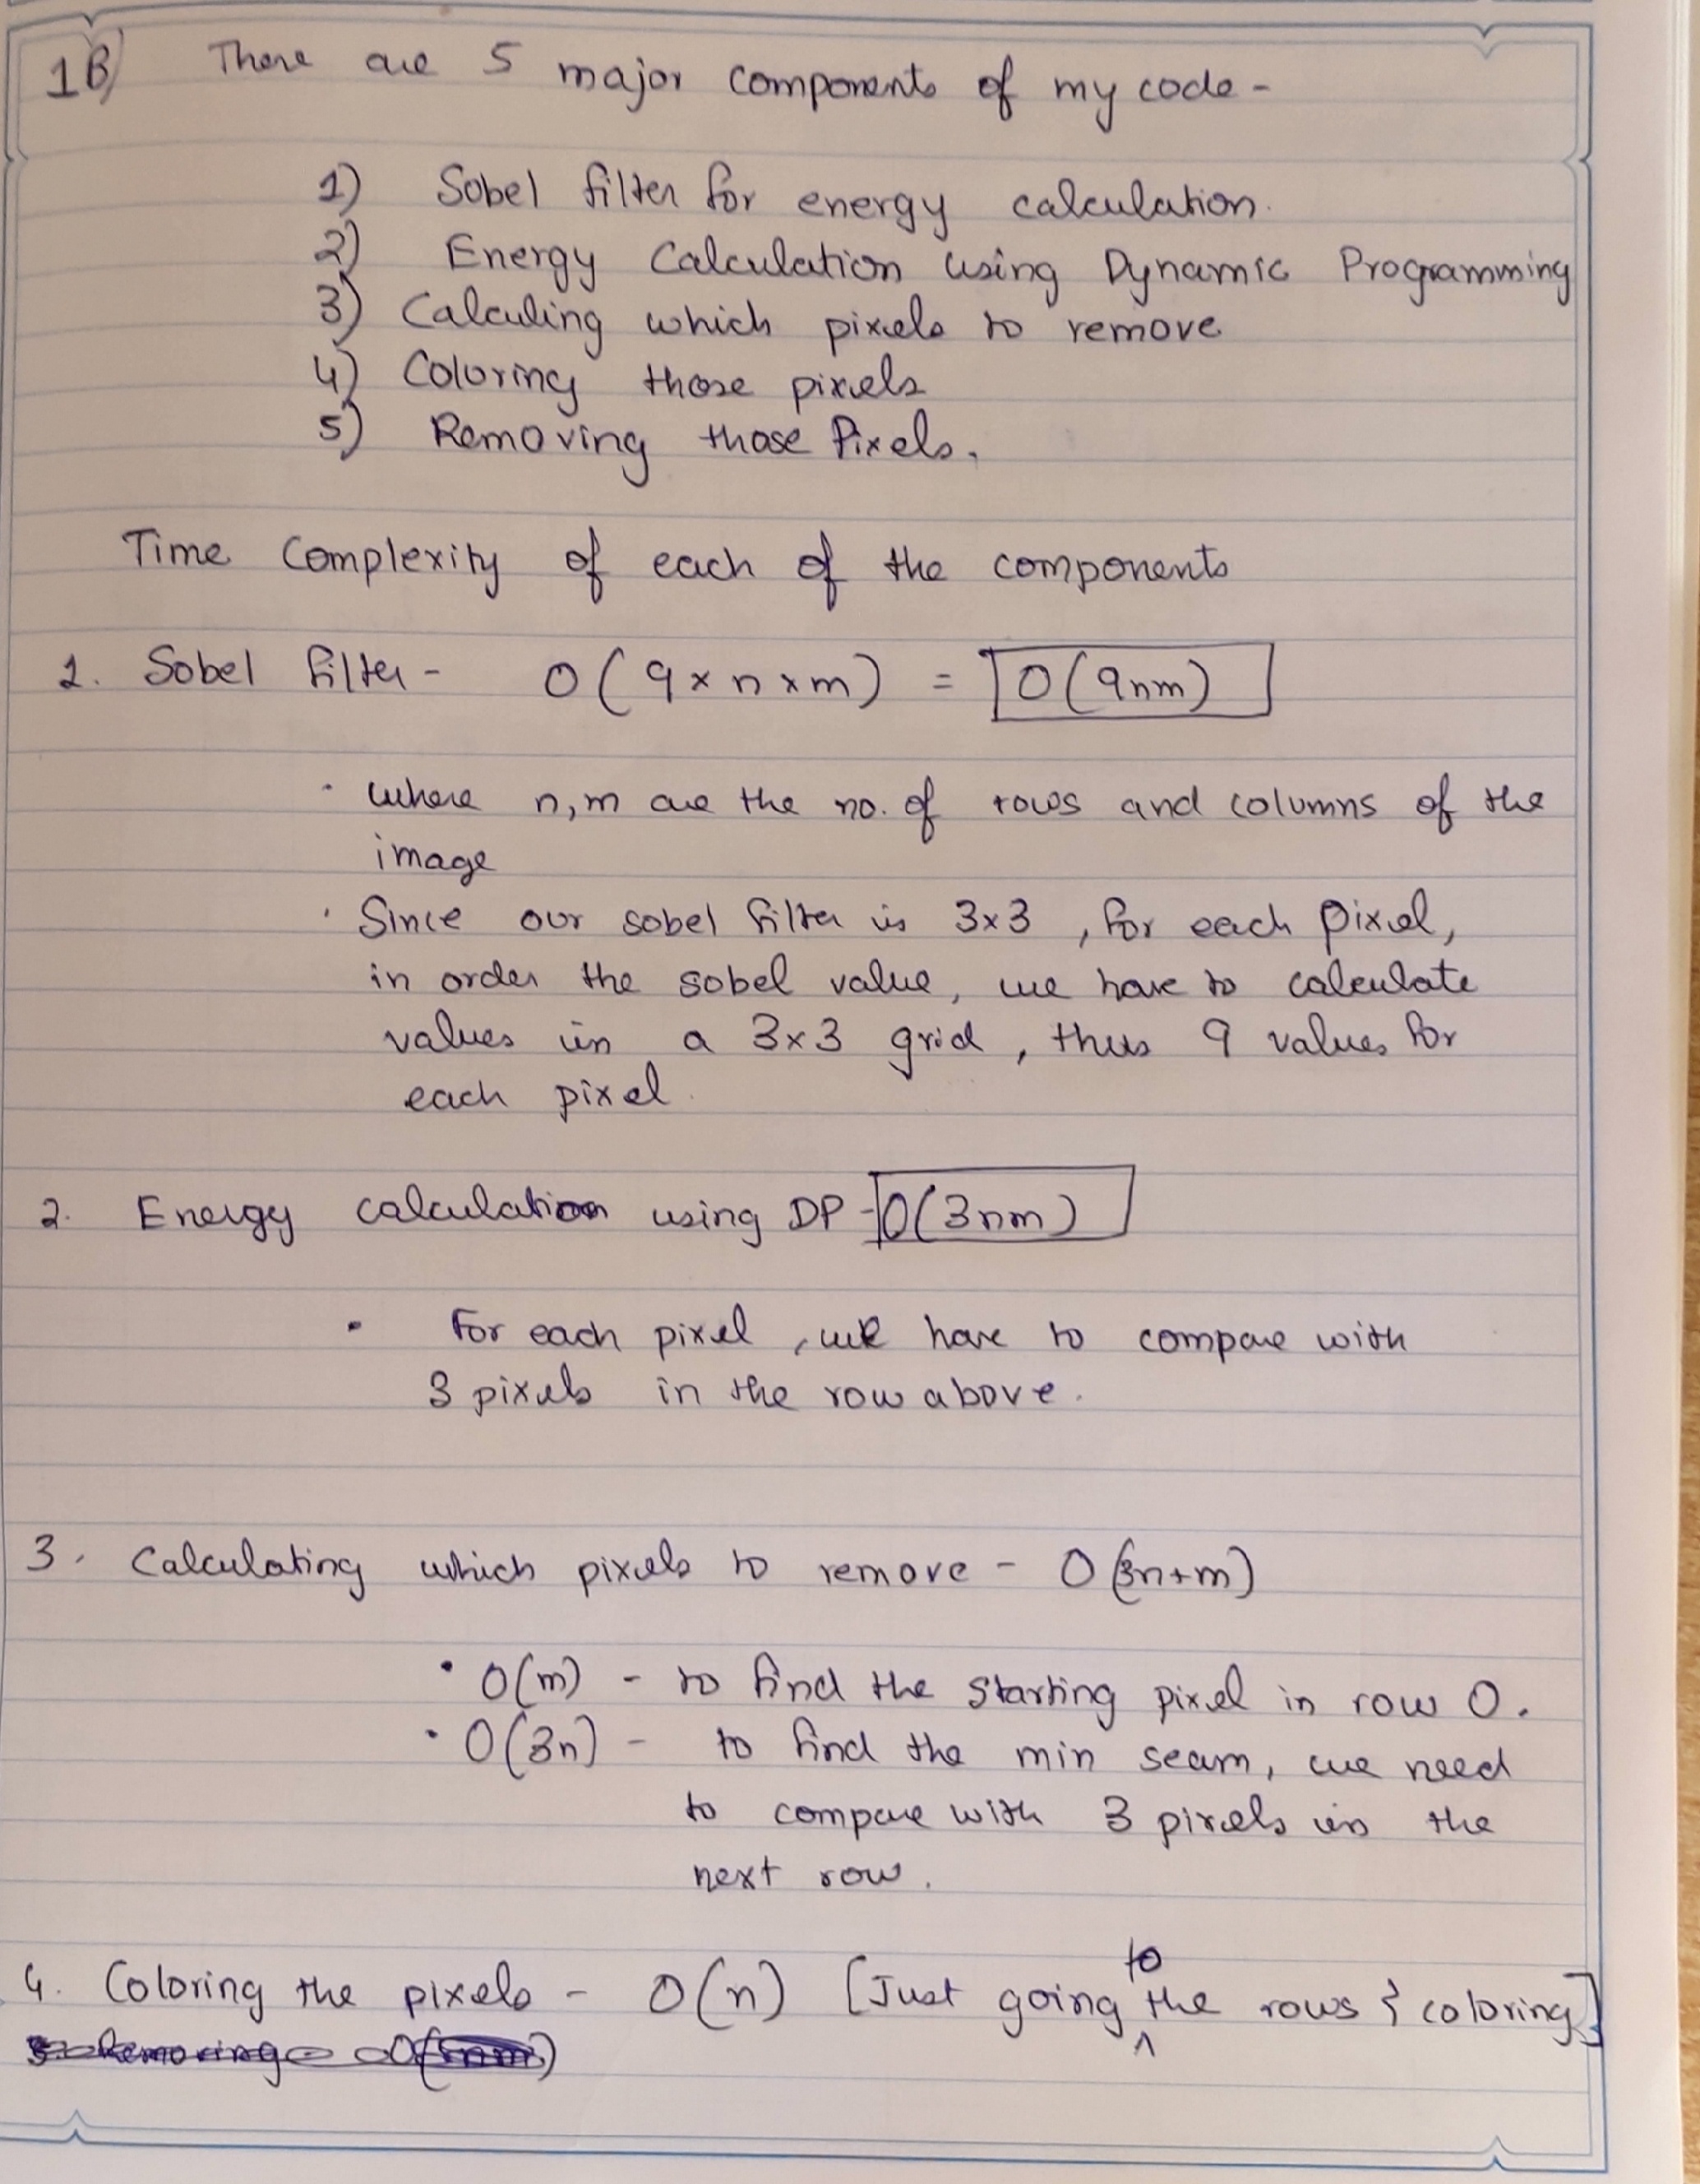 1B) There are 5 major components of my code -
1) Sobel filter for energy calculation.
2) Energy Calculation using Dynamic Programming
3) Calculing which pixels to remove
4) Coloring those pixels
5) Removing those Pixels.
Time Complexity of each of the components
1. Sobel filter - O(9×n×m) = O(9nm)
· where n,m are the no. of rows and columns of the
image
· Since our sobel filter is 3×3, for each pixel,
in order the sobel value, we have to calculate
values in a 3×3 grid, thus 9 values for
each pixel.
2. Energy calculation using DP - O(3nm)
• For each pixel, we have to compare with
3 pixels in the row above.
3. Calculating which pixels to remove - O(3n+m)
• O(m) - to find the starting pixel in row 0.
• O(3n) - to find the min seam, we need
to compare with 3 pixels in the
next row.
4. Coloring the pixels - O(n) [Just going to the rows & coloring]